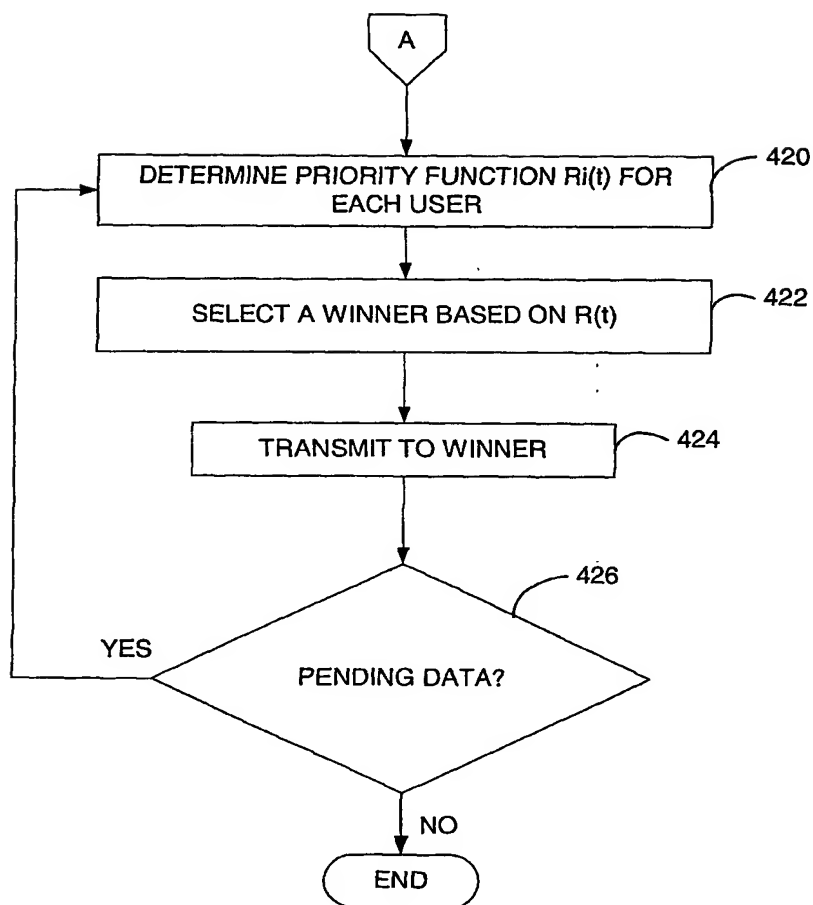 A
DETERMINE PRIORITY FUNCTION Ri(t) FOR
EACH USER
420
SELECT A WINNER BASED ON R(t)
422
TRANSMIT TO WINNER
424
426
YES
PENDING DATA?
NO
END